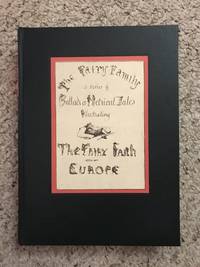 The Fairy Family
A Series of
Ballads & Metrical Tales
Illustrating
The Fairy Faith
of
Europe